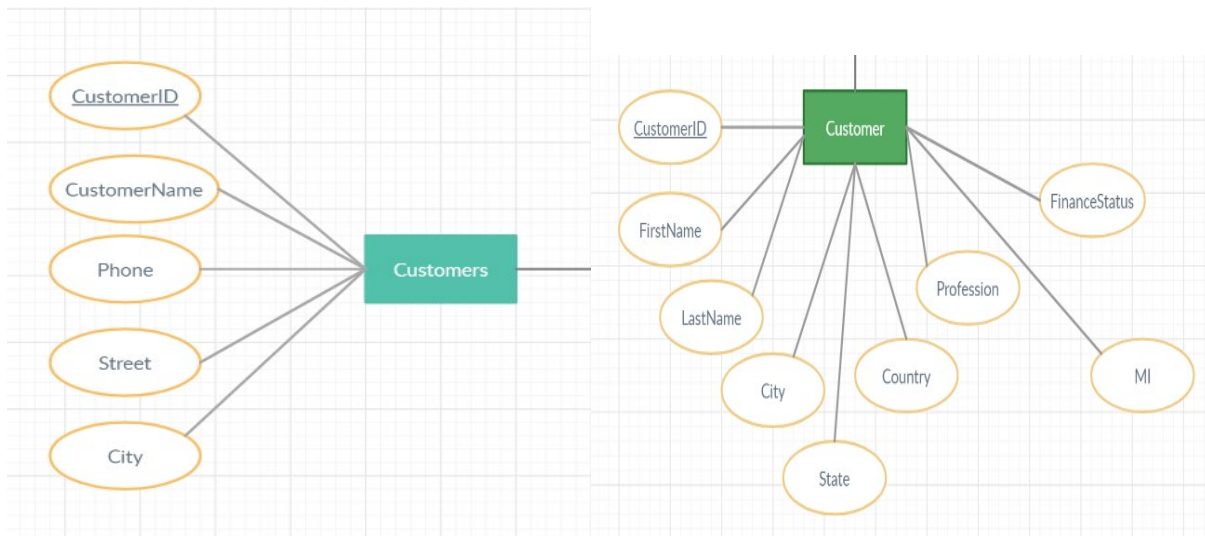 CustomerID
CustomerName
Phone
Street
City
Customers
Customer
CustomerID
FirstName
LastName
City
State
Country
Profession
FinanceStatus
MI